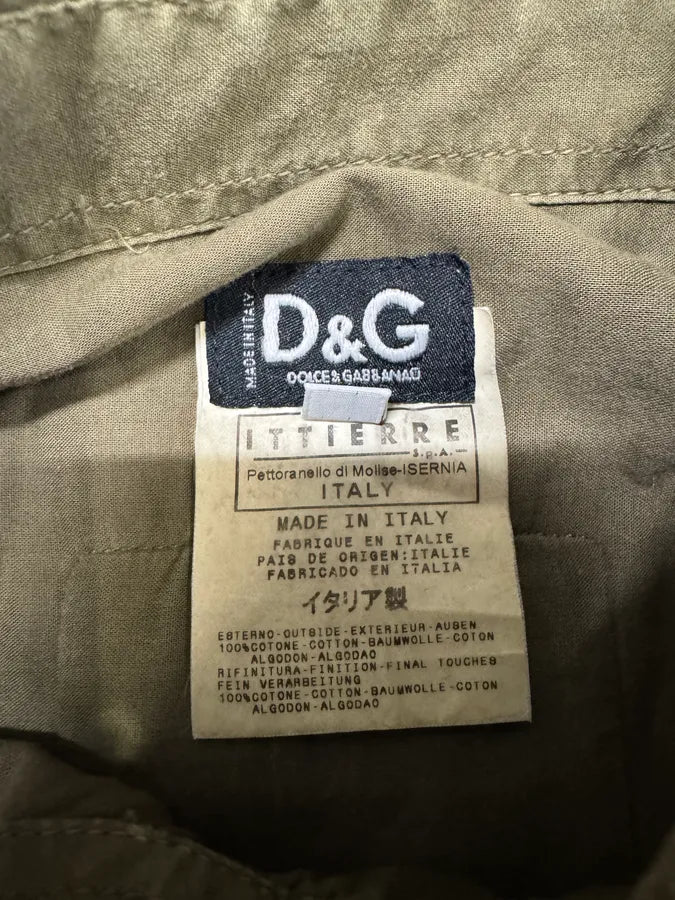 MADE IN ITALY
D&G
DOLCE & GABBANA
ITTIERRE
S.p.A.
Pettoranello di Molise-ISERNIA
ITALY
MADE IN ITALY
FABRIQUE EN ITALIE
PAIS DE ORIGEN:ITALIE
FABRICADO EN ITALIA
イタリア製
ESTERNO-OUTSIDE-EXTERIEUR-AUSEN
100%COTONE-COTTON-BAUMWOLLE-COTON
ALGODON-ALGODAO
RIFINITURA-FINITION-FINAL TOUCHES
FEIN VERARBEITUNG
100%COTONE-COTTON-BAUMWOLLE-COTON
ALGODON-ALGODAO